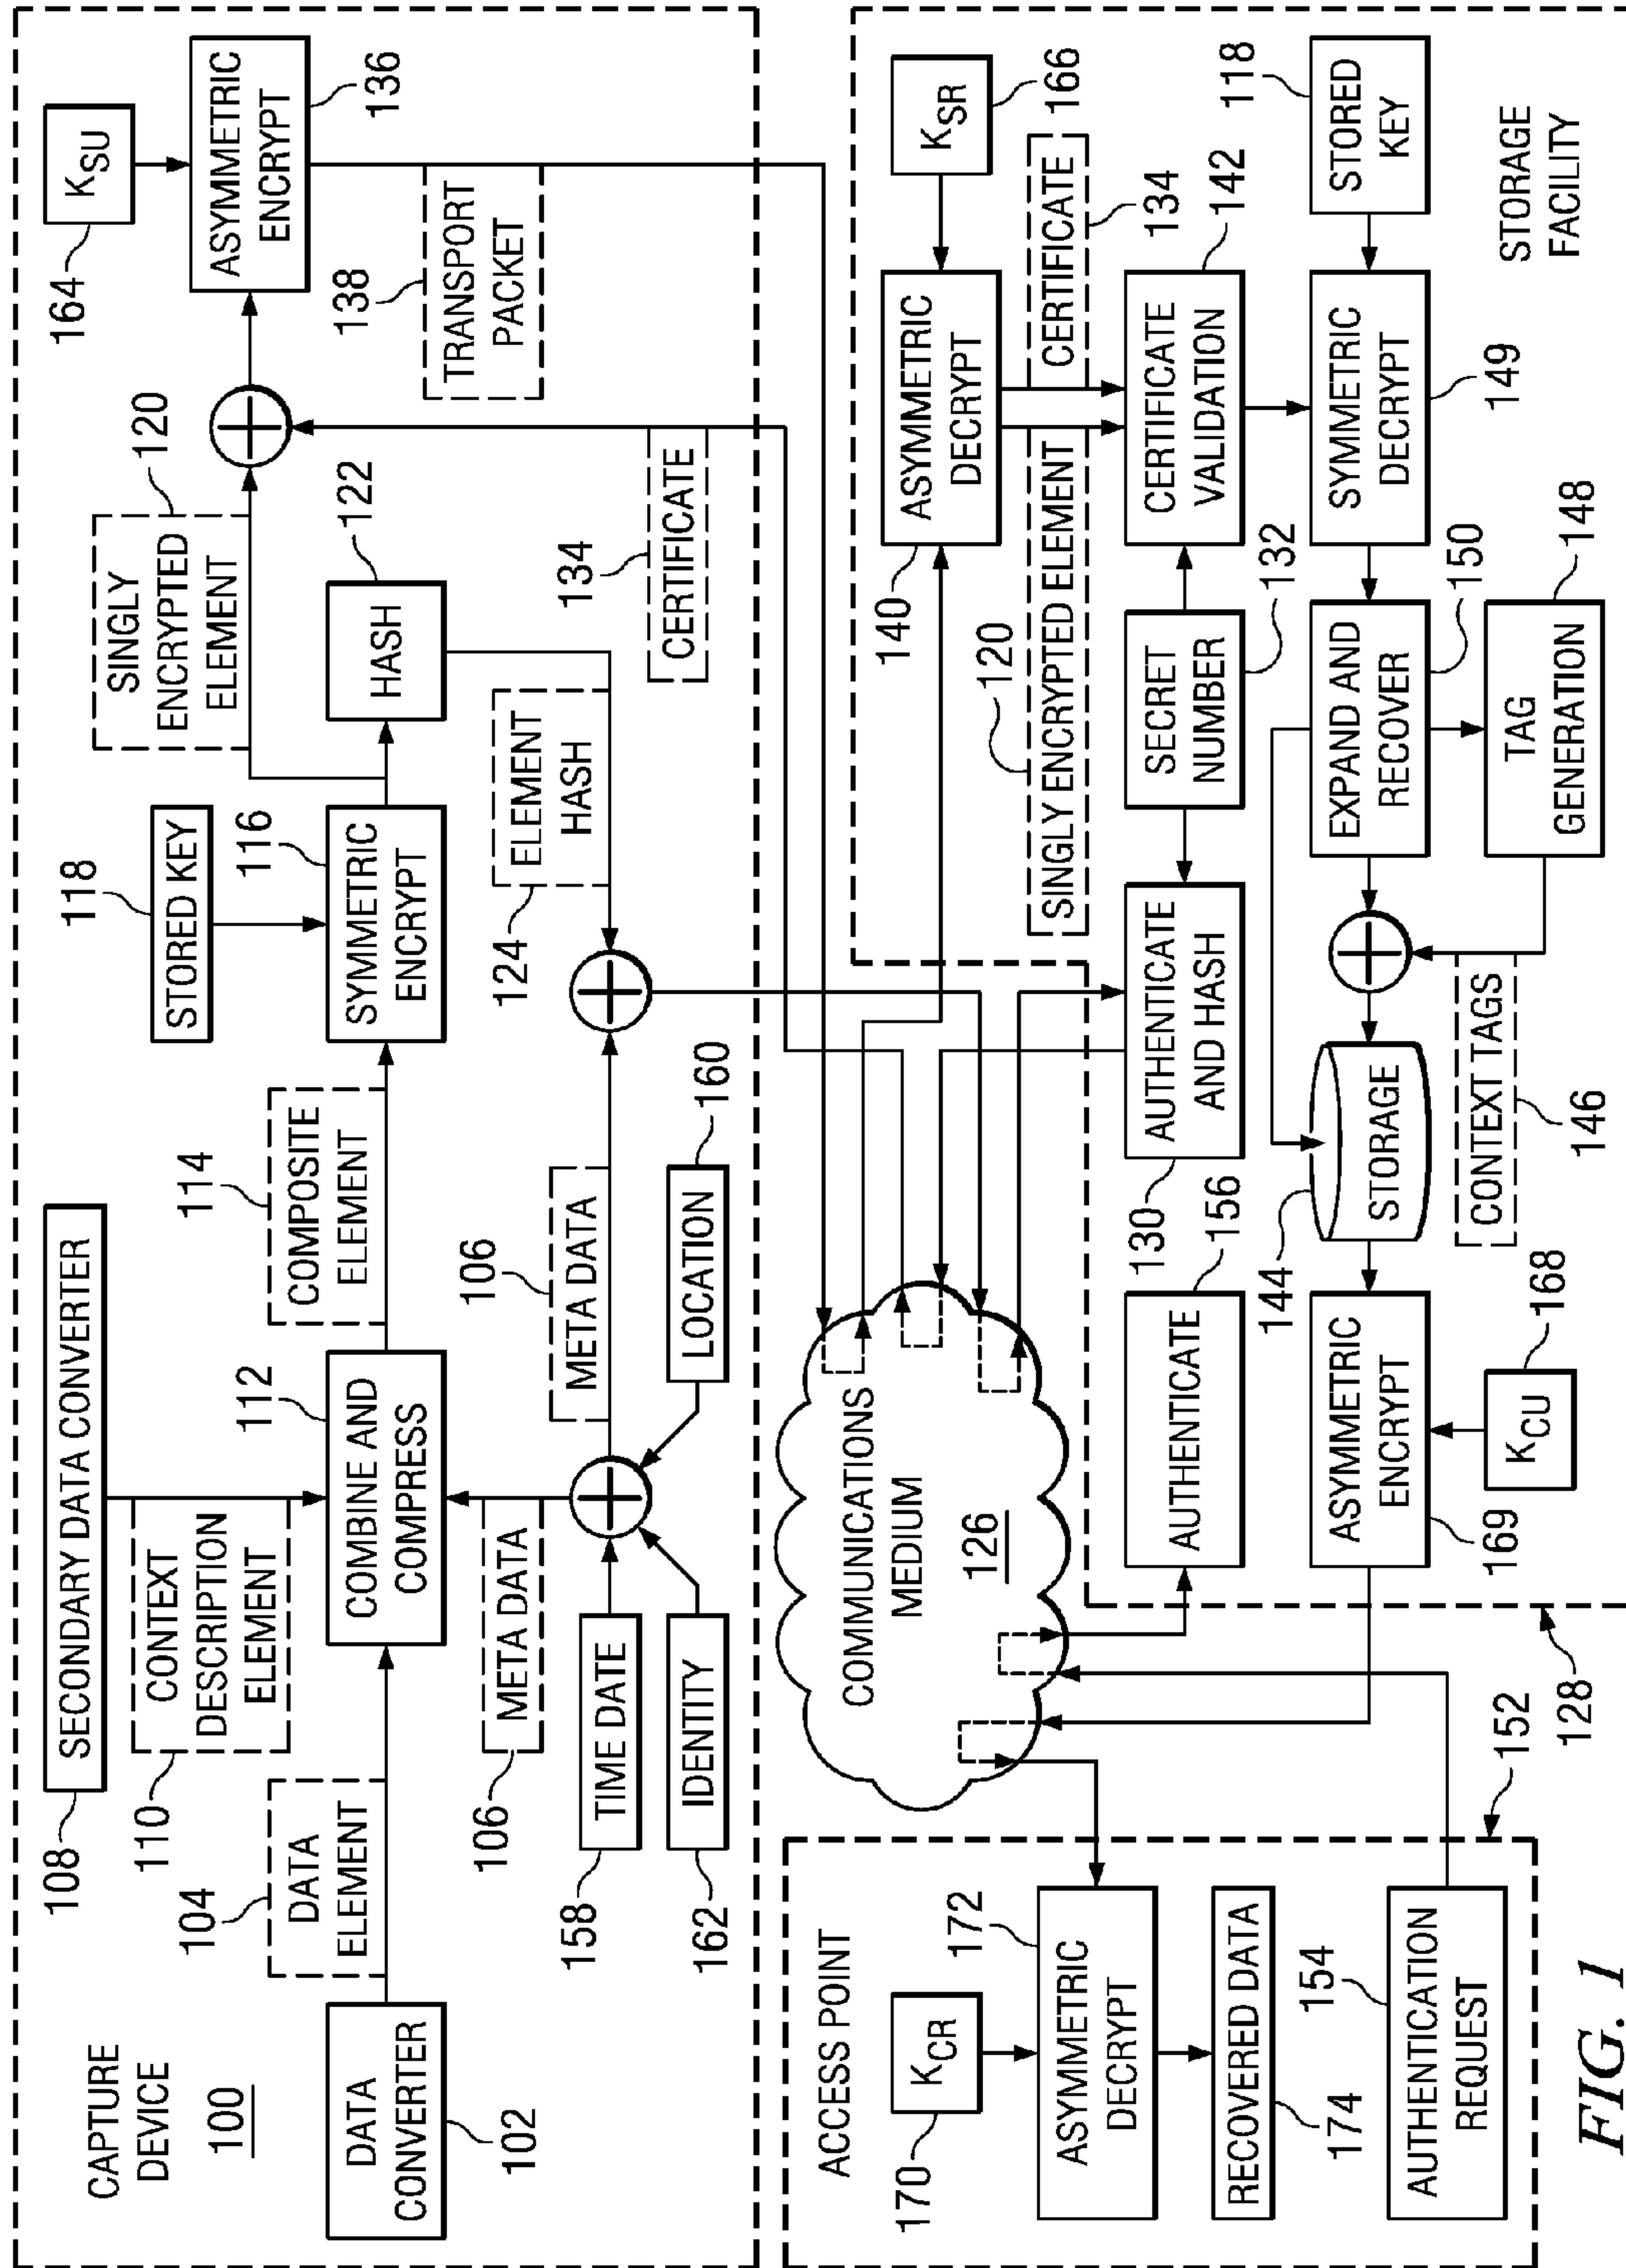 CAPTURE
DEVICE
100
DATA
CONVERTER
102
104
DATA
ELEMENT
108
SECONDARY DATA CONVERTER
110
CONTEXT
DESCRIPTION
ELEMENT
112
COMBINE AND
COMPRESS
106
META DATA
158
TIME DATE
162
IDENTITY
LOCATION
160
106
META DATA
114
COMPOSITE
ELEMENT
118
STORED KEY
116
SYMMETRIC
ENCRYPT
SINGLY
ENCRYPTED
ELEMENT
120
HASH
122
124
ELEMENT
HASH
134
CERTIFICATE
164
KSU
ASYMMETRIC
ENCRYPT
136
138
TRANSPORT
PACKET
ACCESS POINT
170
KCR
172
ASYMMETRIC
DECRYPT
RECOVERED DATA
174
154
AUTHENTICATION
REQUEST
152
128
COMMUNICATIONS
MEDIUM
126
156
AUTHENTICATE
130
AUTHENTICATE
AND HASH
SECRET
NUMBER
132
140
ASYMMETRIC
DECRYPT
KSR
166
120
SINGLY ENCRYPTED ELEMENT
CERTIFICATE
134
CERTIFICATE
VALIDATION
142
STORED
KEY
118
SYMMETRIC
DECRYPT
149
EXPAND AND
RECOVER
150
TAG
GENERATION
148
CONTEXT TAGS
146
144
STORAGE
ASYMMETRIC
ENCRYPT
169
KCU
168
STORAGE
FACILITY
FIG. 1